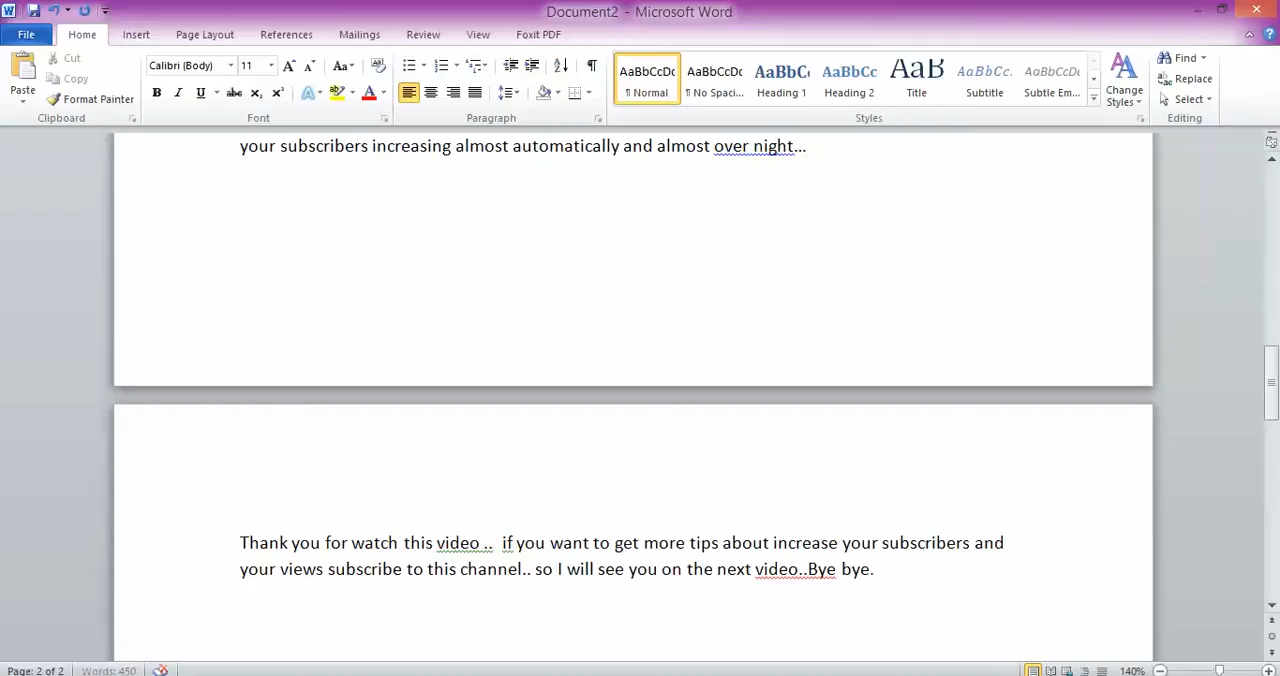 Document2 - Microsoft Word
File Home Insert Page Layout References Mailings Review View Foxit PDF
Paste
Cut
Copy
Format Painter
Clipboard
Calibri (Body) 11
Font
Paragraph
AaBbCcDc AaBbCcDc AaBbCc AaBbCc AaB AaBbCc. AaBbCcDc
¶ Normal ¶ No Spaci... Heading 1 Heading 2 Title Subtitle Subtle Em...
Change Styles
Styles
Find
Replace
Select
Editing
your subscribers increasing almost automatically and almost over night...
Thank you for watch this video .. if you want to get more tips about increase your subscribers and
your views subscribe to this channel.. so I will see you on the next video..Bye bye.
Page: 2 of 2 Words: 450 140%